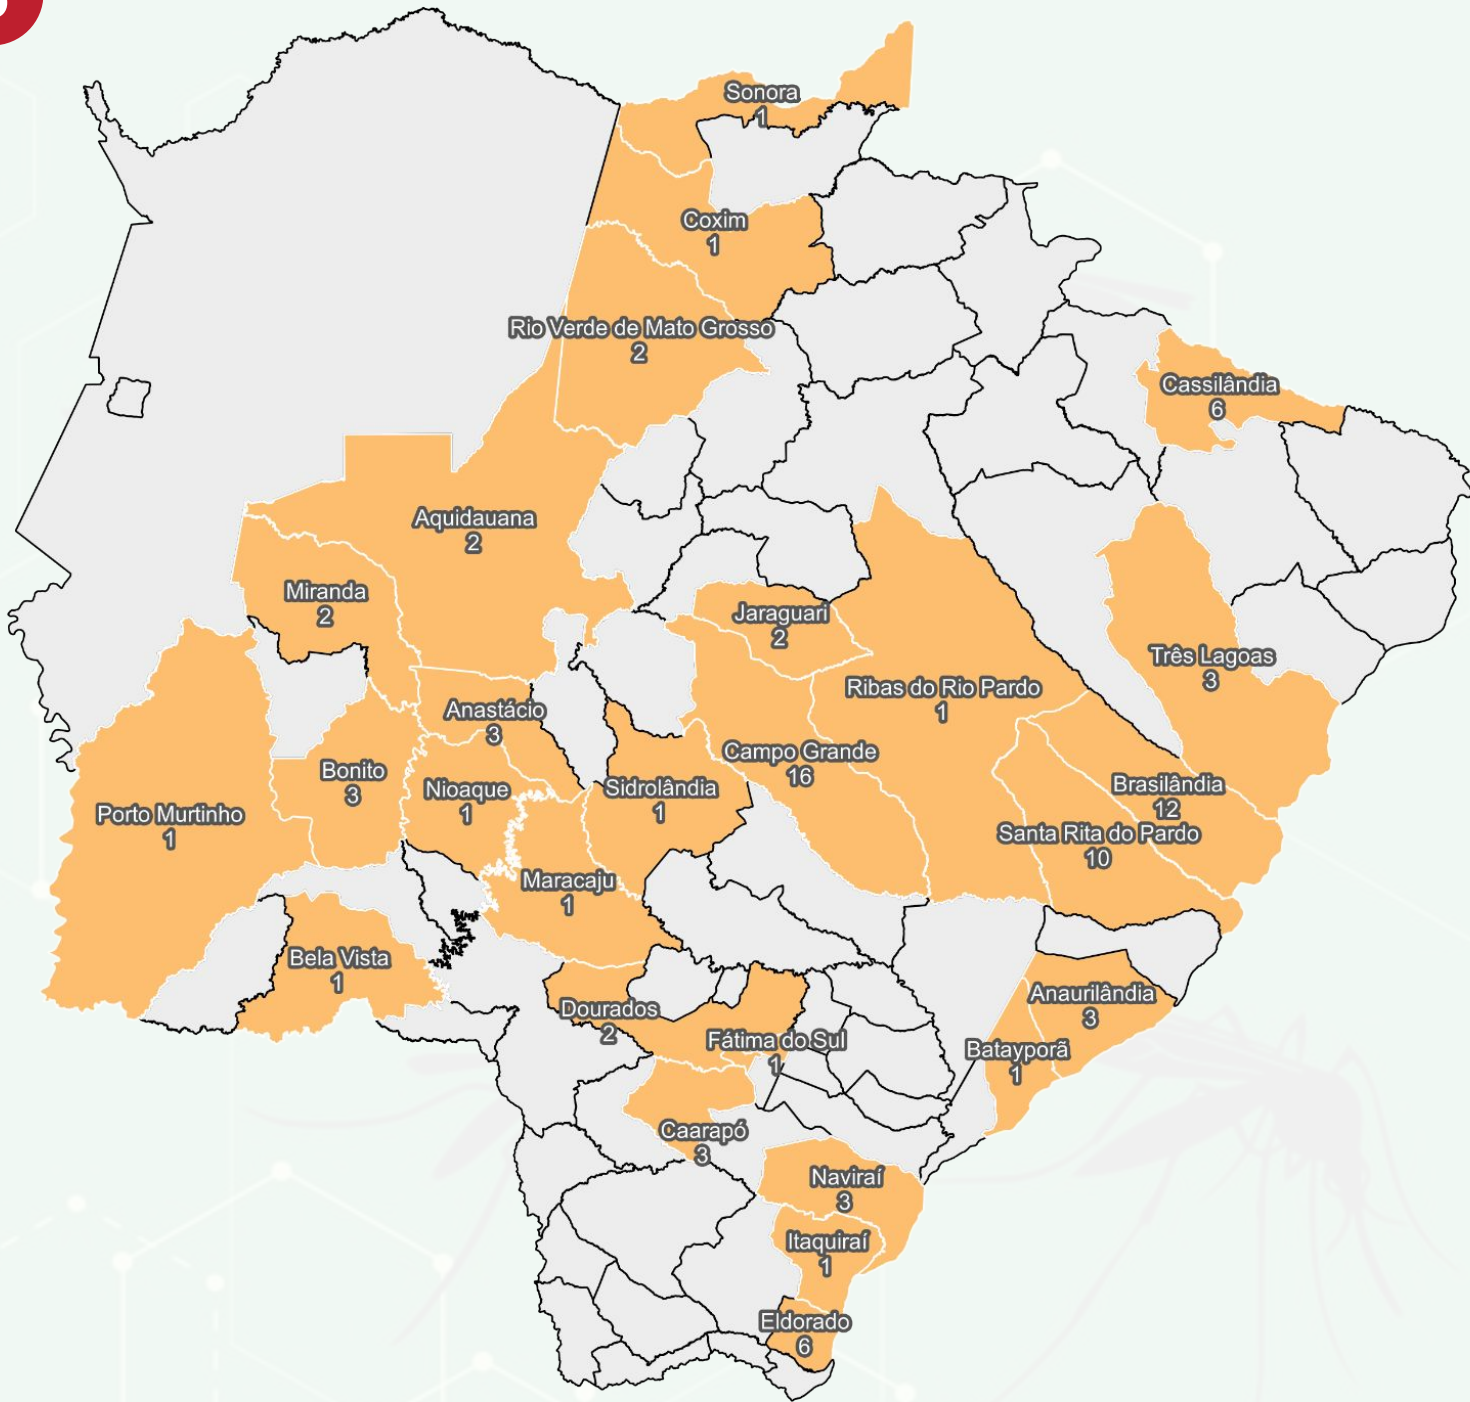 Sonora
1
Coxim
1
Rio Verde de Mato Grosso
2
Cassilândia
6
Aquidauana
2
Miranda
2
Jaraguari
2
Três Lagoas
3
Ribas do Rio Pardo
1
Anastácio
3
Campo Grande
16
Bonito
3
Nioaque
1
Sidrolândia
1
Brasilândia
12
Porto Murtinho
1
Santa Rita do Pardo
10
Maracaju
1
Bela Vista
1
Anaurilândia
3
Dourados
2
Fátima do Sul
1
Batayporã
1
Caarapó
3
Naviraí
3
Itaquiraí
1
Eldorado
6